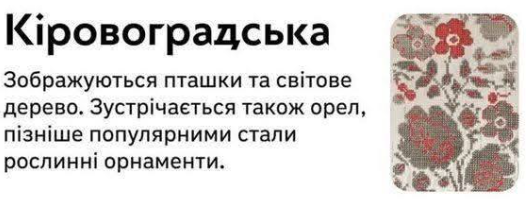 Кіровоградська
Зображуються пташки та світове
дерево. Зустрічається також орел,
пізніше популярними стали
рослинні орнаменти.